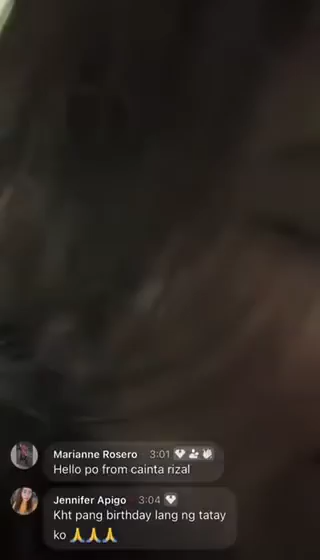 Marianne Rosero 3:01
Hello po from cainta rizal
Jennifer Apigo 3:04
Kht pang birthday lang ng tatay
ko 🙏🙏🙏